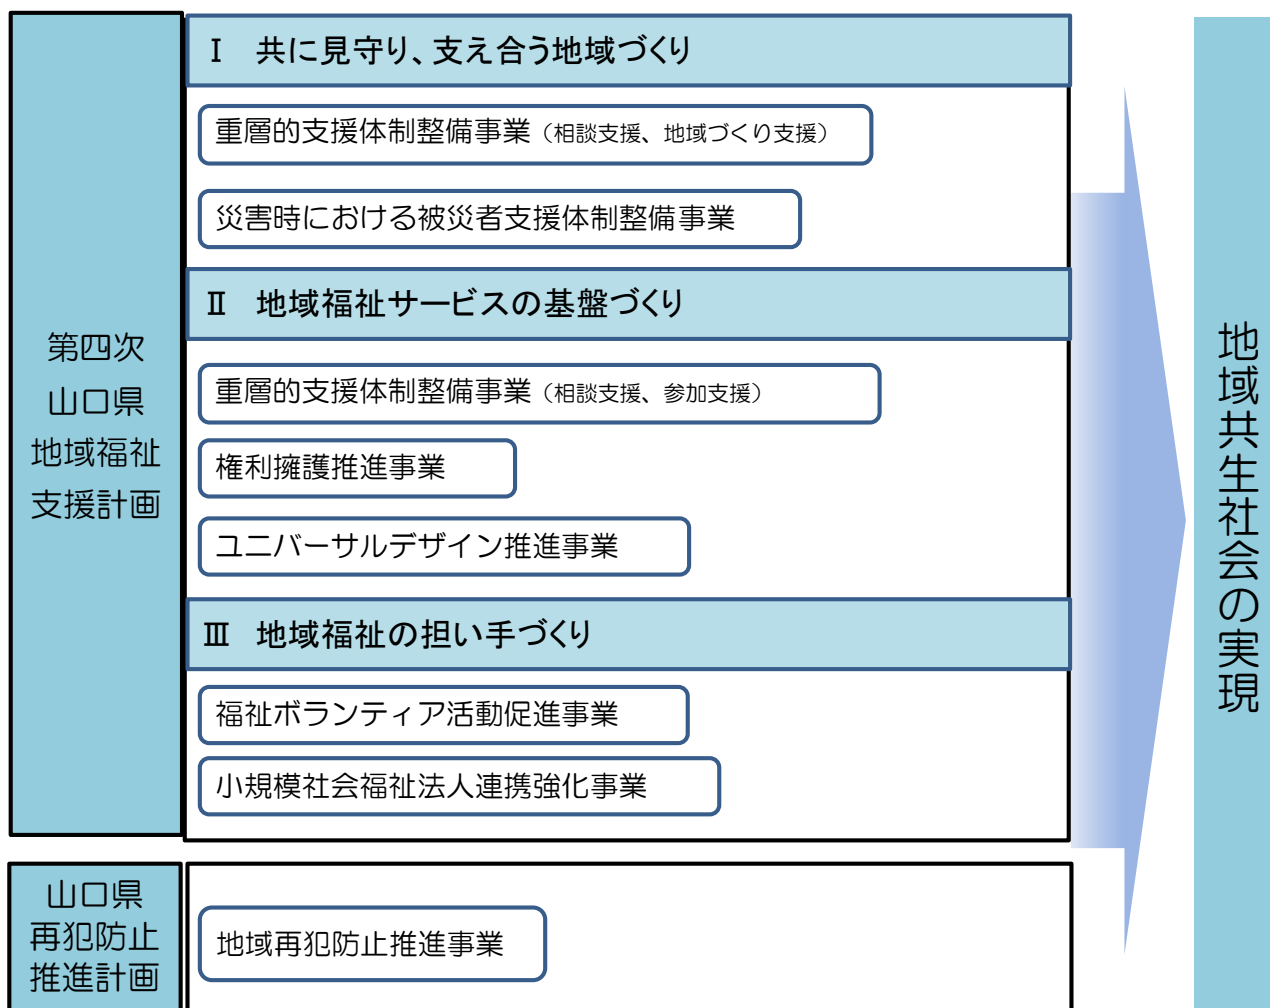 第四次
山口県
地域福祉
支援計画
Ⅰ 共に見守り、支え合う地域づくり
重層的支援体制整備事業（相談支援、地域づくり支援）
災害時における被災者支援体制整備事業
Ⅱ 地域福祉サービスの基盤づくり
重層的支援体制整備事業（相談支援、参加支援）
権利擁護推進事業
ユニバーサルデザイン推進事業
Ⅲ 地域福祉の担い手づくり
福祉ボランティア活動促進事業
小規模社会福祉法人連携強化事業
山口県
再犯防止
推進計画
地域再犯防止推進事業
地域共生社会の実現